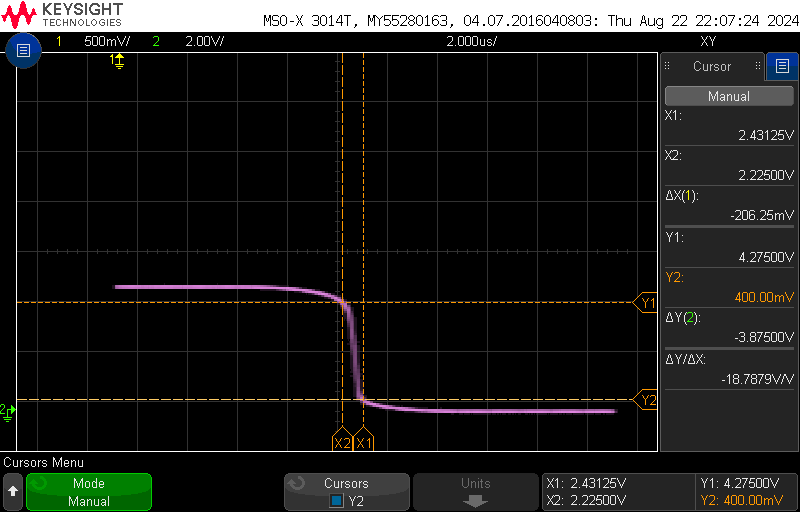 KEYSIGHT
TECHNOLOGIES
MSO-X 3014T, MY55280163, 04.07.2016040803: Thu Aug 22 22:07:24 2024
1 500mV/ 2 2.00V/ 2.000us/ XY
1
Cursor
Manual
X1:
2.43125V
X2:
2.22500V
ΔX(1):
-206.25mV
Y1:
4.27500V
Y2:
400.00mV
ΔY(2):
-3.87500V
ΔY/ΔX:
-18.7879V/V
Y1
Y2
2
X2 X1
Cursors Menu
Mode
Manual
Cursors
Y2
Units
X1: 2.43125V
X2: 2.22500V
Y1: 4.27500V
Y2: 400.00mV